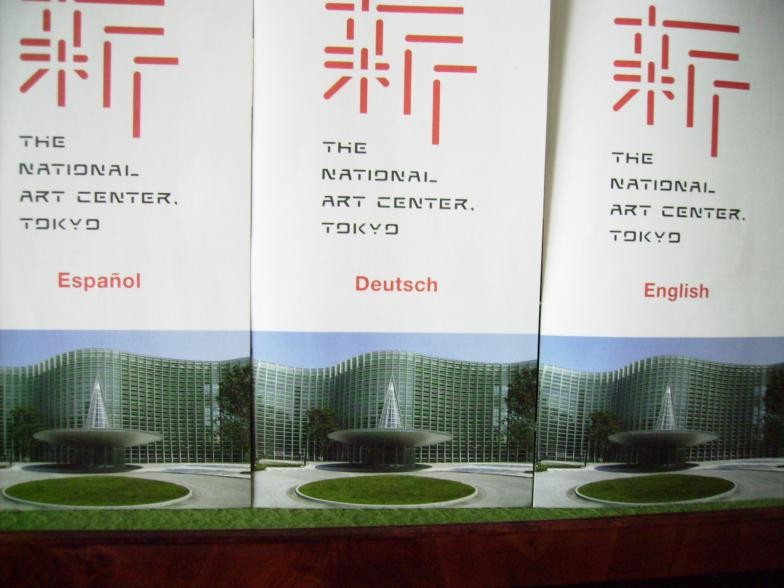 新
THE
NATIONAL
ART CENTER,
TOKYO
Español
新
THE
NATIONAL
ART CENTER,
TOKYO
Deutsch
新
THE
NATIONAL
ART CENTER,
TOKYO
English